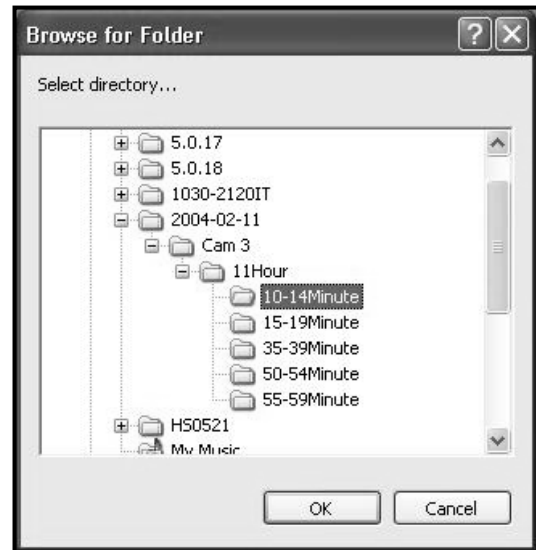 Browse for Folder
Select directory...
5.0.17
5.0.18
1030-2120IT
2004-02-11
Cam 3
11Hour
10-14Minute
15-19Minute
35-39Minute
50-54Minute
55-59Minute
HS0521
My Music
OK Cancel